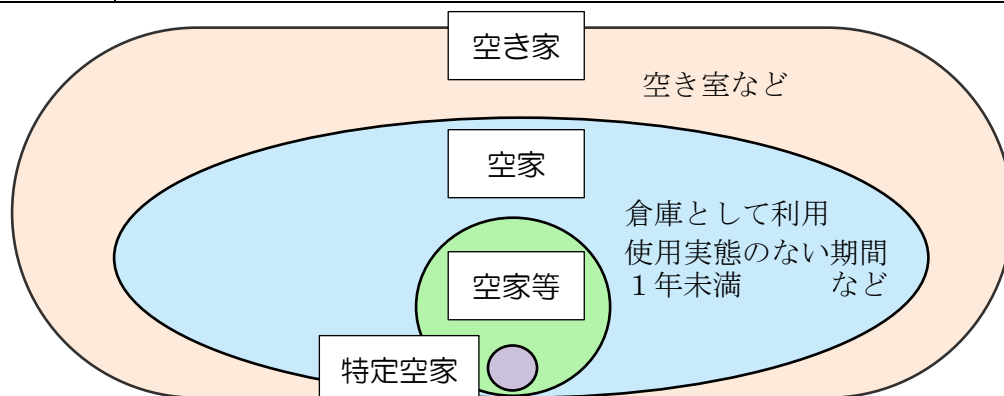 空き家
空き室など
空家
倉庫として利用
使用実態のない期間
１年未満　　　など
空家等
特定空家